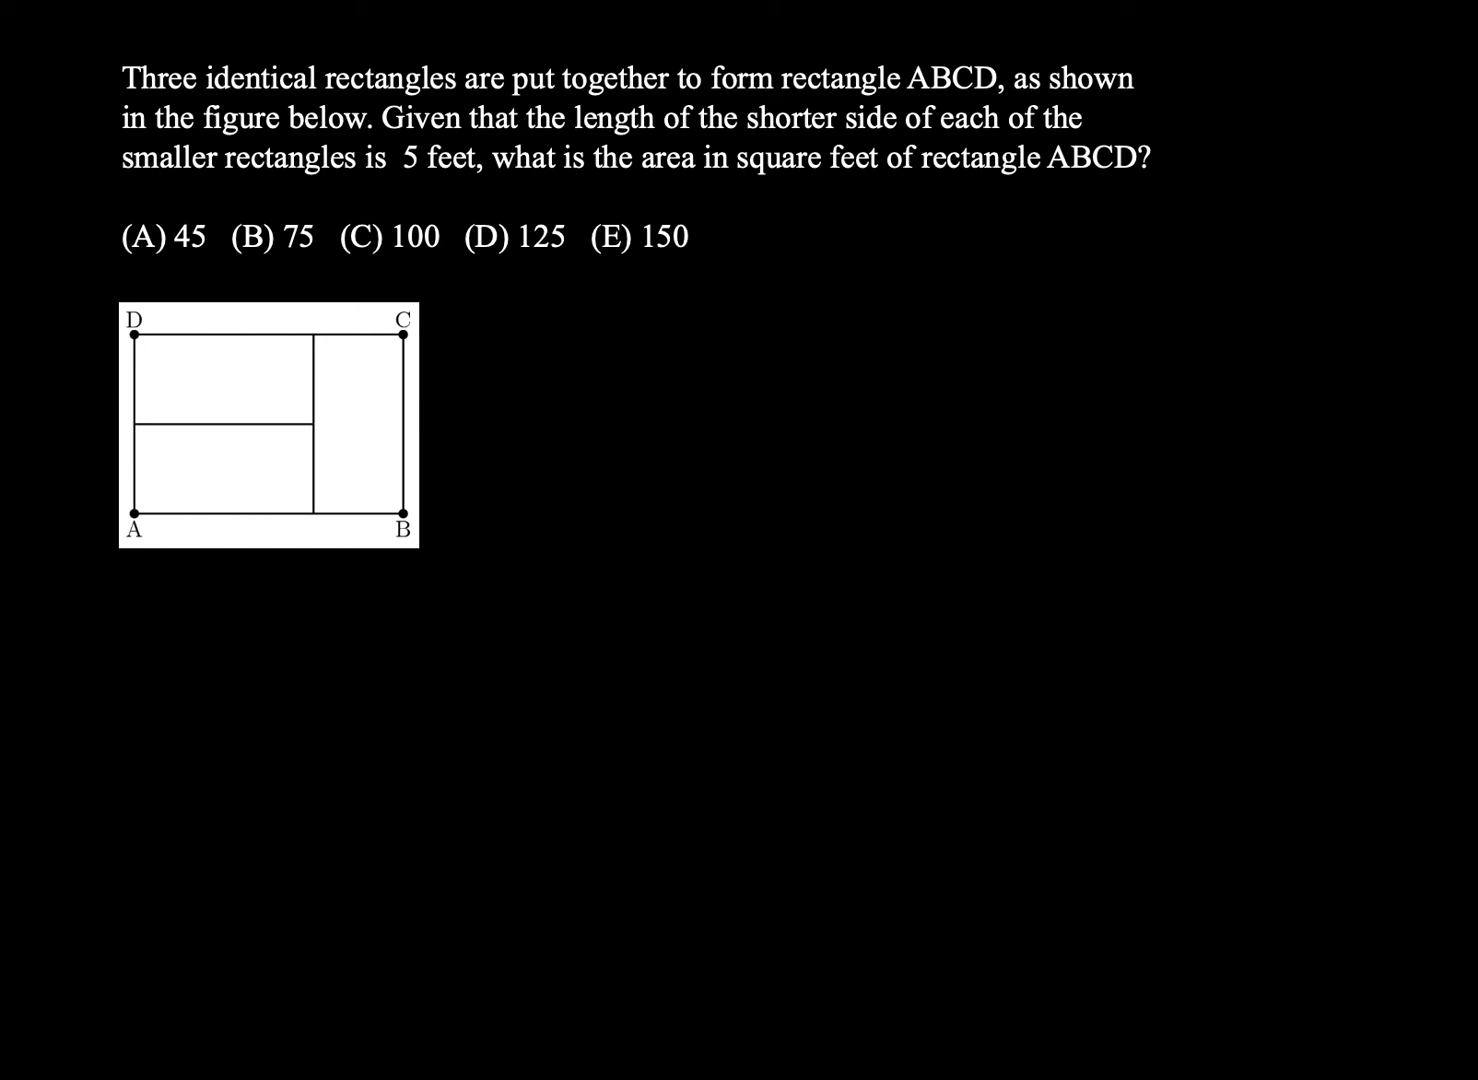 Three identical rectangles are put together to form rectangle ABCD, as shown
in the figure below. Given that the length of the shorter side of each of the
smaller rectangles is  5 feet, what is the area in square feet of rectangle ABCD?
(A) 45   (B) 75   (C) 100   (D) 125   (E) 150
D C
A B